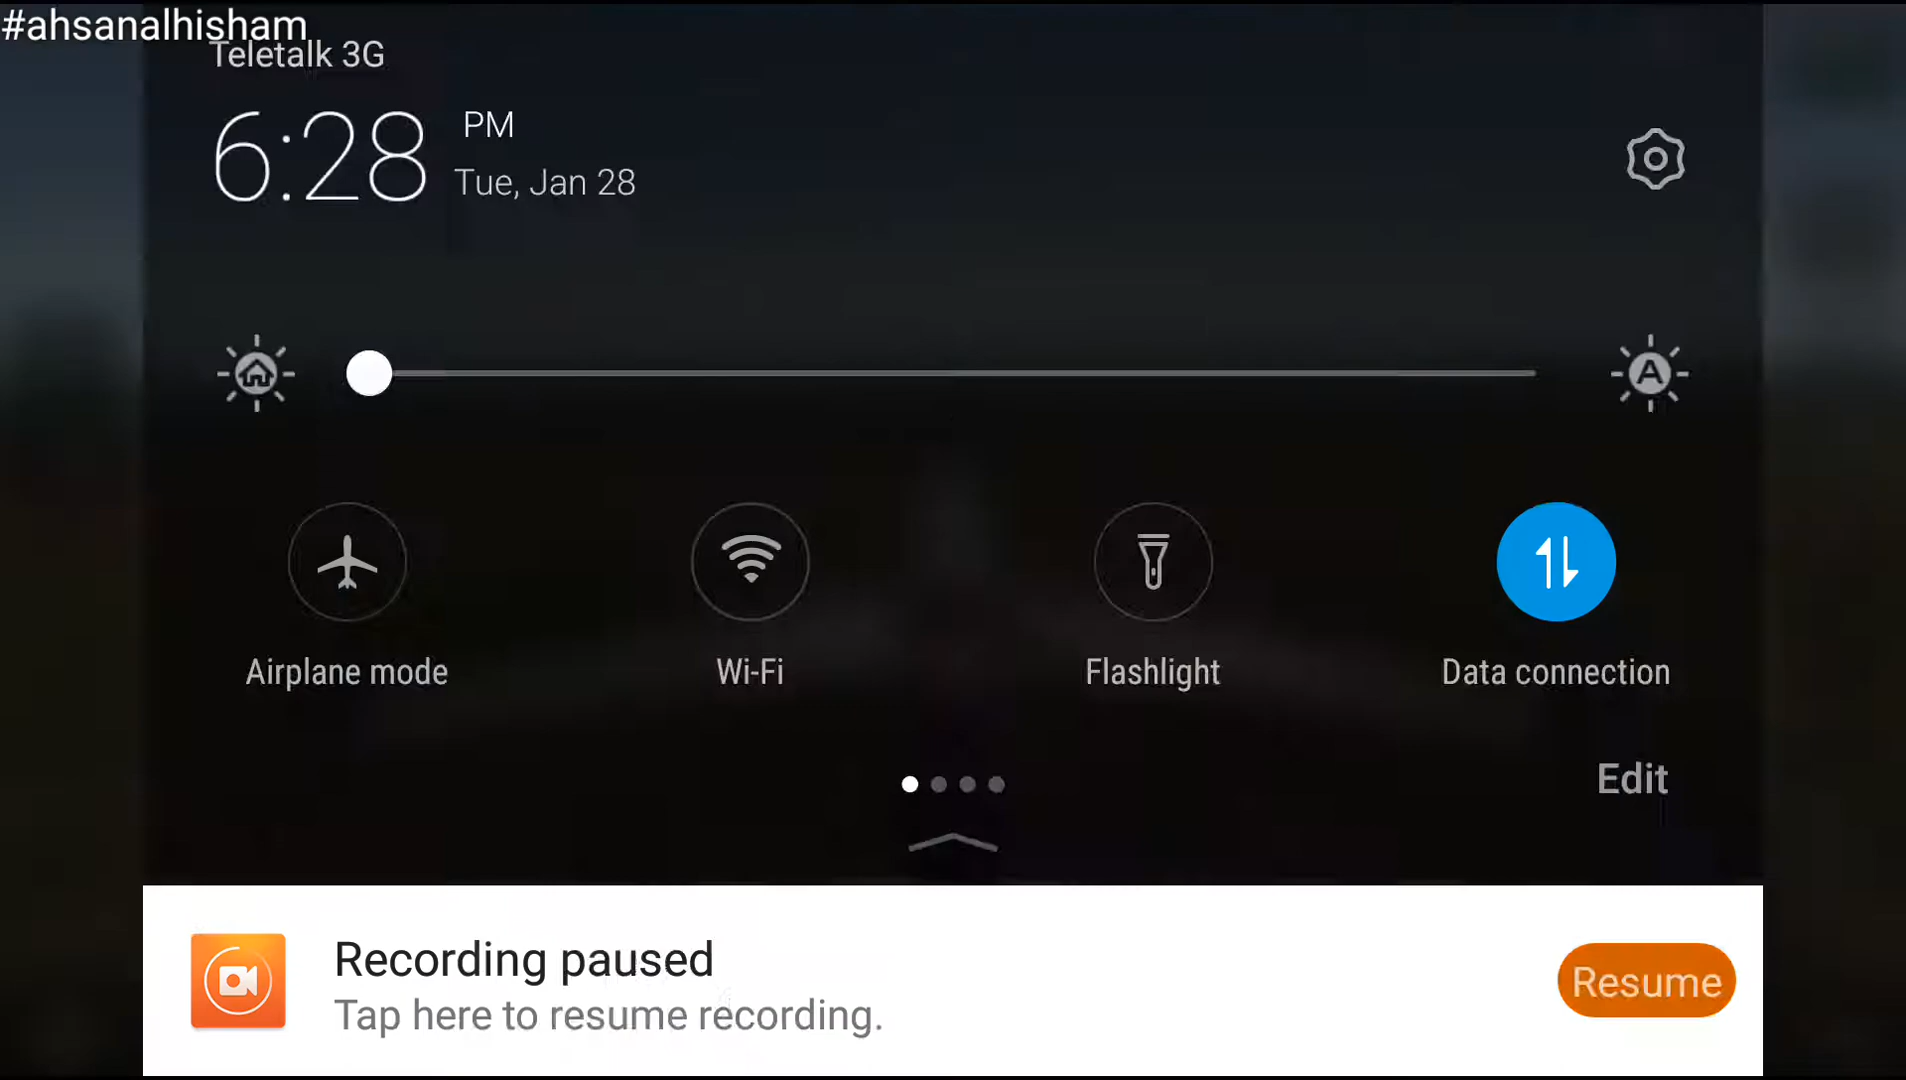 #ahsanalhisham
Teletalk 3G
6:28 PM
Tue, Jan 28
A
Airplane mode
Wi-Fi
Flashlight
Data connection
Edit
Recording paused
Tap here to resume recording.
Resume